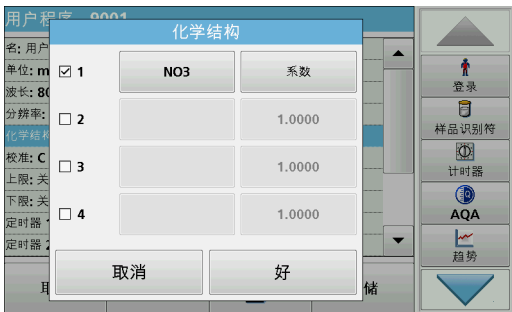 用户程序 9001
化学结构
名: 用户
单位: m
波长: 80
分辨率:
化学结构
校准: C
上限: 关
下限: 关
定时器 1
定时器 2
1 NO3 系数
2 1.0000
3 1.0000
4 1.0000
取消 好
取
储
登录
样品识别符
计时器
AQA
趋势